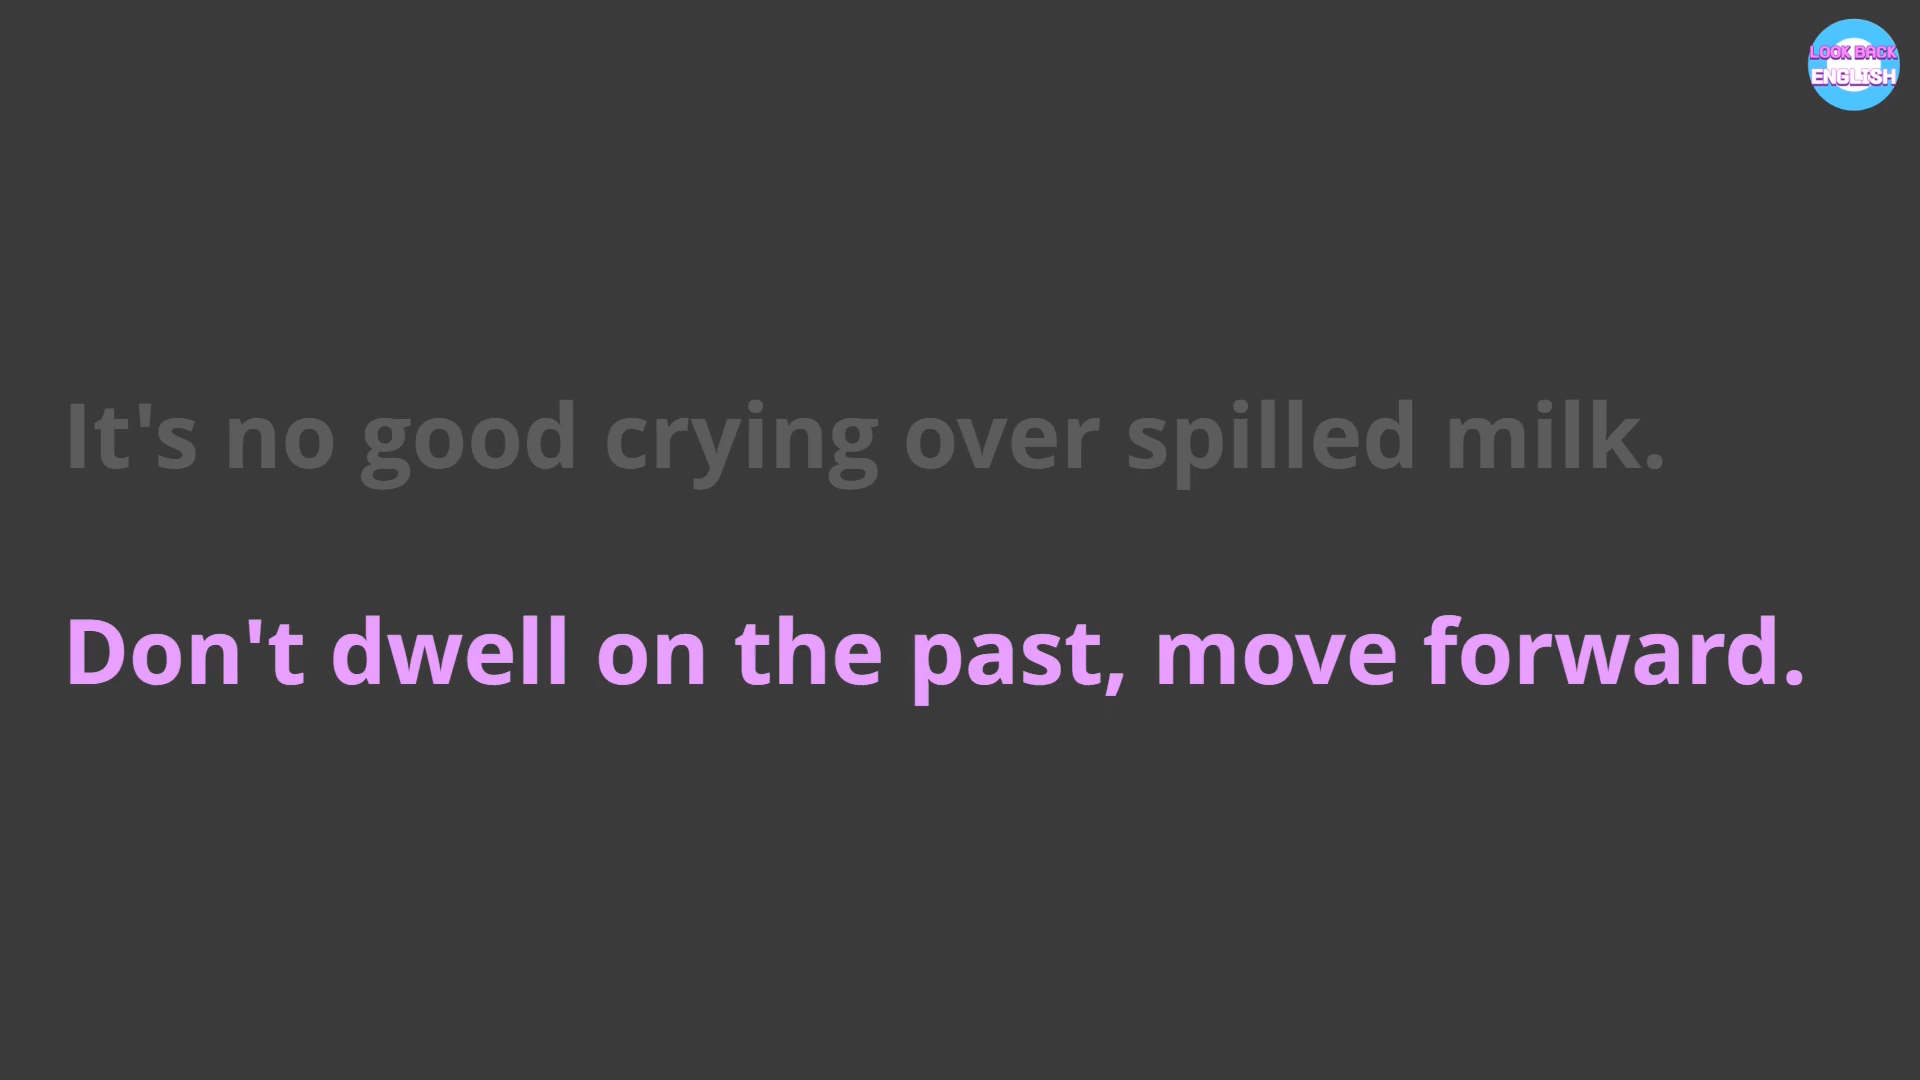 LOOK BACK
ENGLISH
It's no good crying over spilled milk.
Don't dwell on the past, move forward.